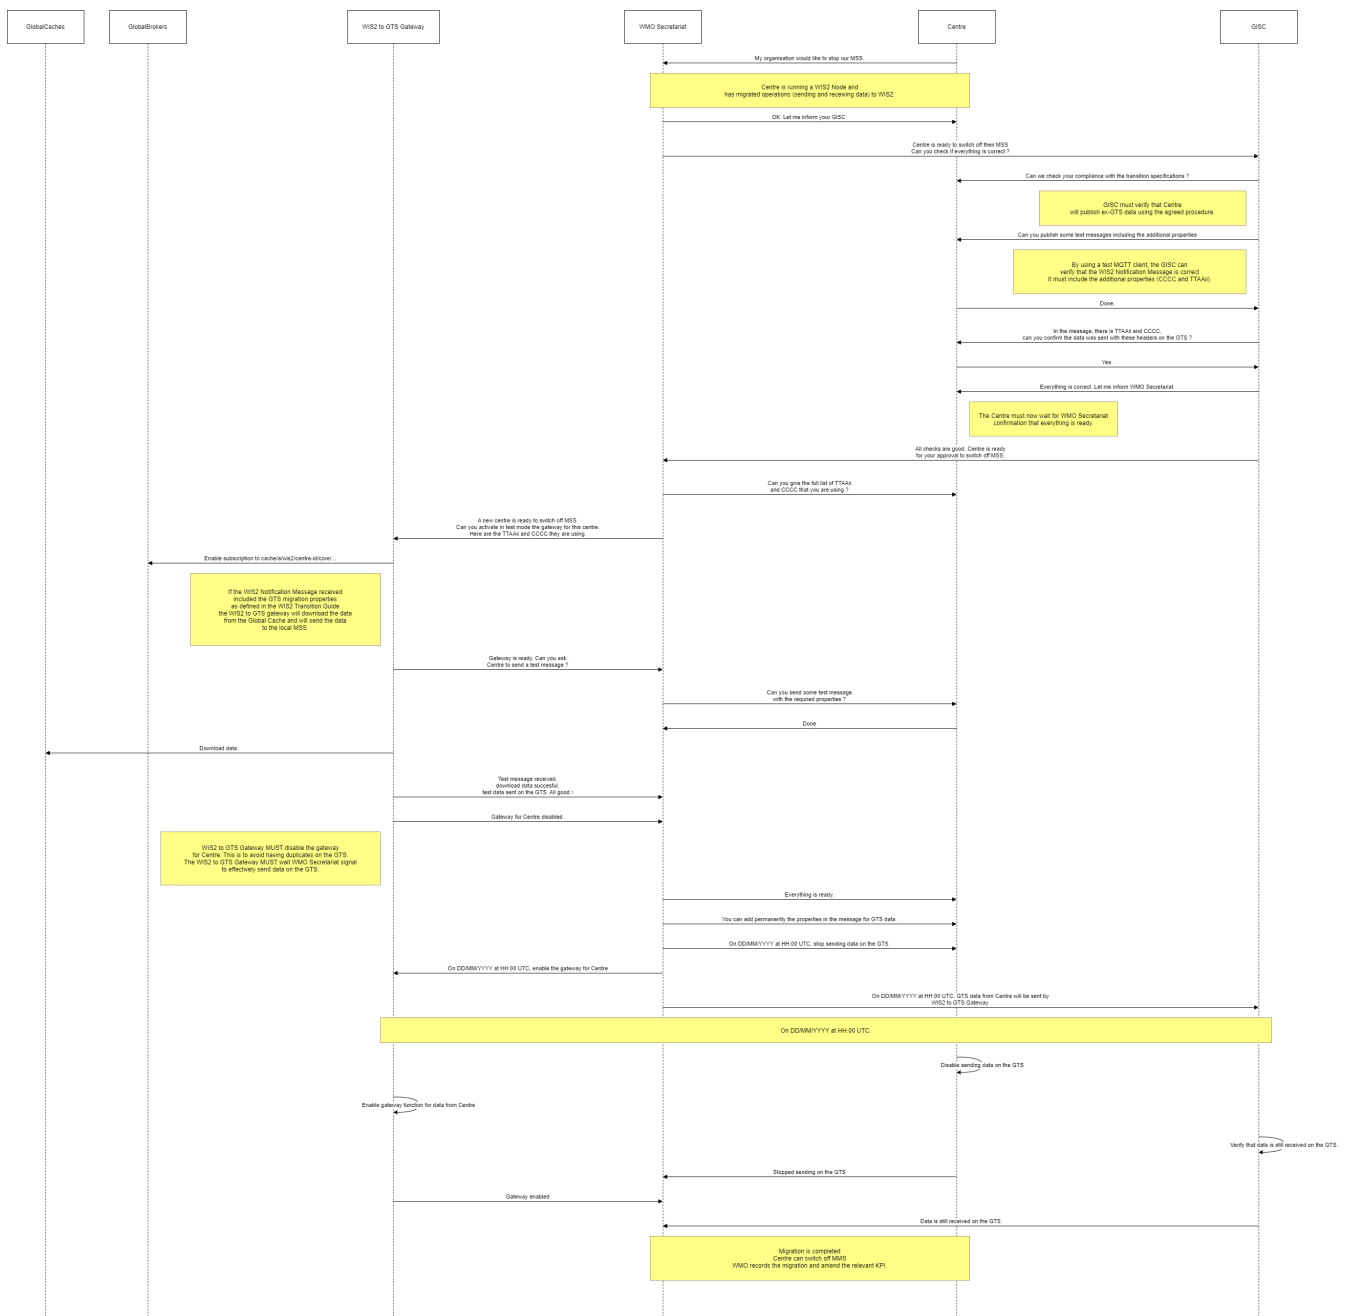 GlobalCaches
GlobalBrokers
WIS2 to GTS Gateway
WMO Secretariat
Centre
GISC
My organisation would like to stop our MSS.
Centre is running a WIS2 Node and
has migrated operations (sending and receiving data) to WIS2.
OK. Let me inform your GISC.
Centre is ready to switch off their MSS
Can you check if everything is correct ?
Can we check your compliance with the transition specifications ?
GISC must verify that Centre
will publish ex-GTS data using the agreed procedure.
Can you publish some test messages including the additional properties
By using a test MQTT client, the GISC can
verify that the WIS2 Notification Message is correct
It must include the additional properties (CCCC and TTAAii).
Done
In the message, there is TTAAii and CCCC,
can you confirm the data was sent with these headers on the GTS ?
Yes.
Everything is correct. Let me inform WMO Secretariat.
The Centre must now wait for WMO Secretariat
confirmation that everything is ready.
All checks are good. Centre is ready
for your approval to switch off MSS.
Can you give the full list of TTAAii
and CCCC that you are using ?
A new centre is ready to switch off MSS.
Can you activate in test mode the gateway for this centre.
Here are the TTAAii and CCCC they are using.
Enable subscription to cache/a/wis2/centre-id/core/...
If the WIS2 Notification Message received
included the GTS migration properties
as defined in the WIS2 Transition Guide
the WIS2 to GTS gateway will download the data
from the Global Cache and will send the data
to the local MSS.
Gateway is ready. Can you ask
Centre to send a test message ?
Can you send some test message
with the required properties ?
Done
Download data.
Test message received,
download data succesful,
test data sent on the GTS. All good !
Gateway for Centre disabled.
WIS2 to GTS Gateway MUST disable the gateway
for Centre. This is to avoid having duplicates on the GTS.
The WIS2 to GTS Gateway MUST wait WMO Secretariat signal
to effectively send data on the GTS.
Everything is ready.
You can add permanently the properties in the message for GTS data.
On DD/MM/YYYY at HH:00 UTC, stop sending data on the GTS.
On DD/MM/YYYY at HH:00 UTC, enable the gateway for Centre
On DD/MM/YYYY at HH:00 UTC, GTS data from Centre will be sent by
WIS2 to GTS Gateway.
On DD/MM/YYYY at HH:00 UTC.
Disable sending data on the GTS
Enable gateway function for data from Centre
Verify that data is still received on the GTS.
Stopped sending on the GTS
Gateway enabled
Data is still received on the GTS
Migration is completed
Centre can switch off MMS
WMO records the migration and amend the relevant KPI.